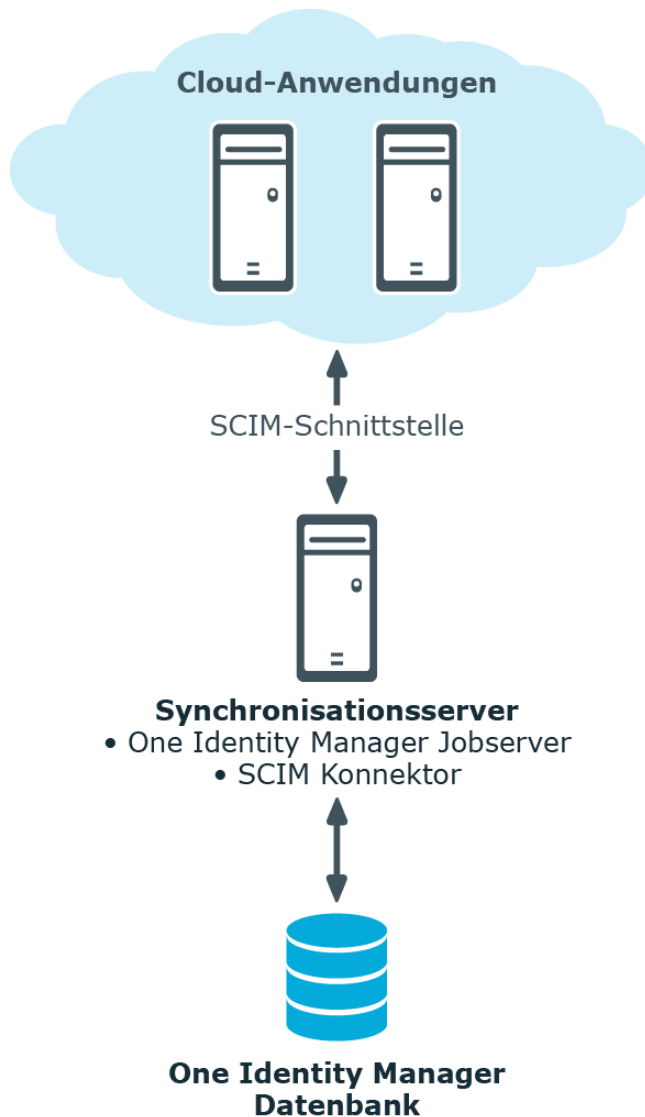 Cloud-Anwendungen
SCIM-Schnittstelle
Synchronisationsserver
• One Identity Manager Jobserver
• SCIM Konnektor
One Identity Manager
Datenbank